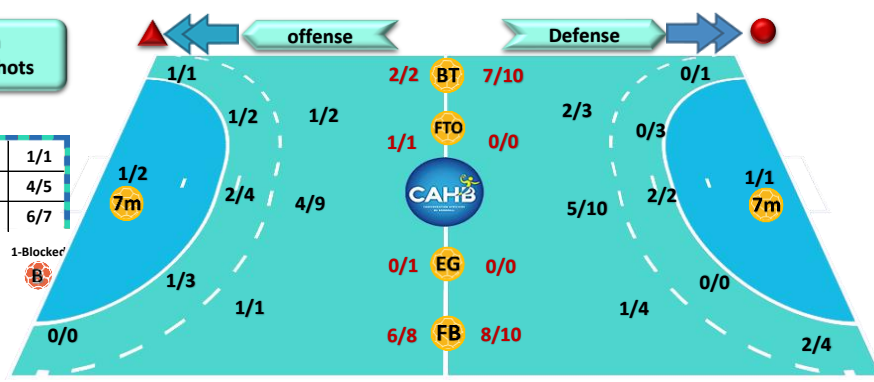 offense
Defense
hots
1/1
2/2
BT
7/10
0/1
1/2
1/2
2/3
0/3
1/1
FTO
0/0
1/1
4/5
6/7
1/2
7m
2/4
4/9
CAHB
5/10
2/2
1/1
7m
1-Blocked
B
1/3
1/1
0/1
EG
0/0
0/0
1/4
0/0
6/8
FB
8/10
2/4